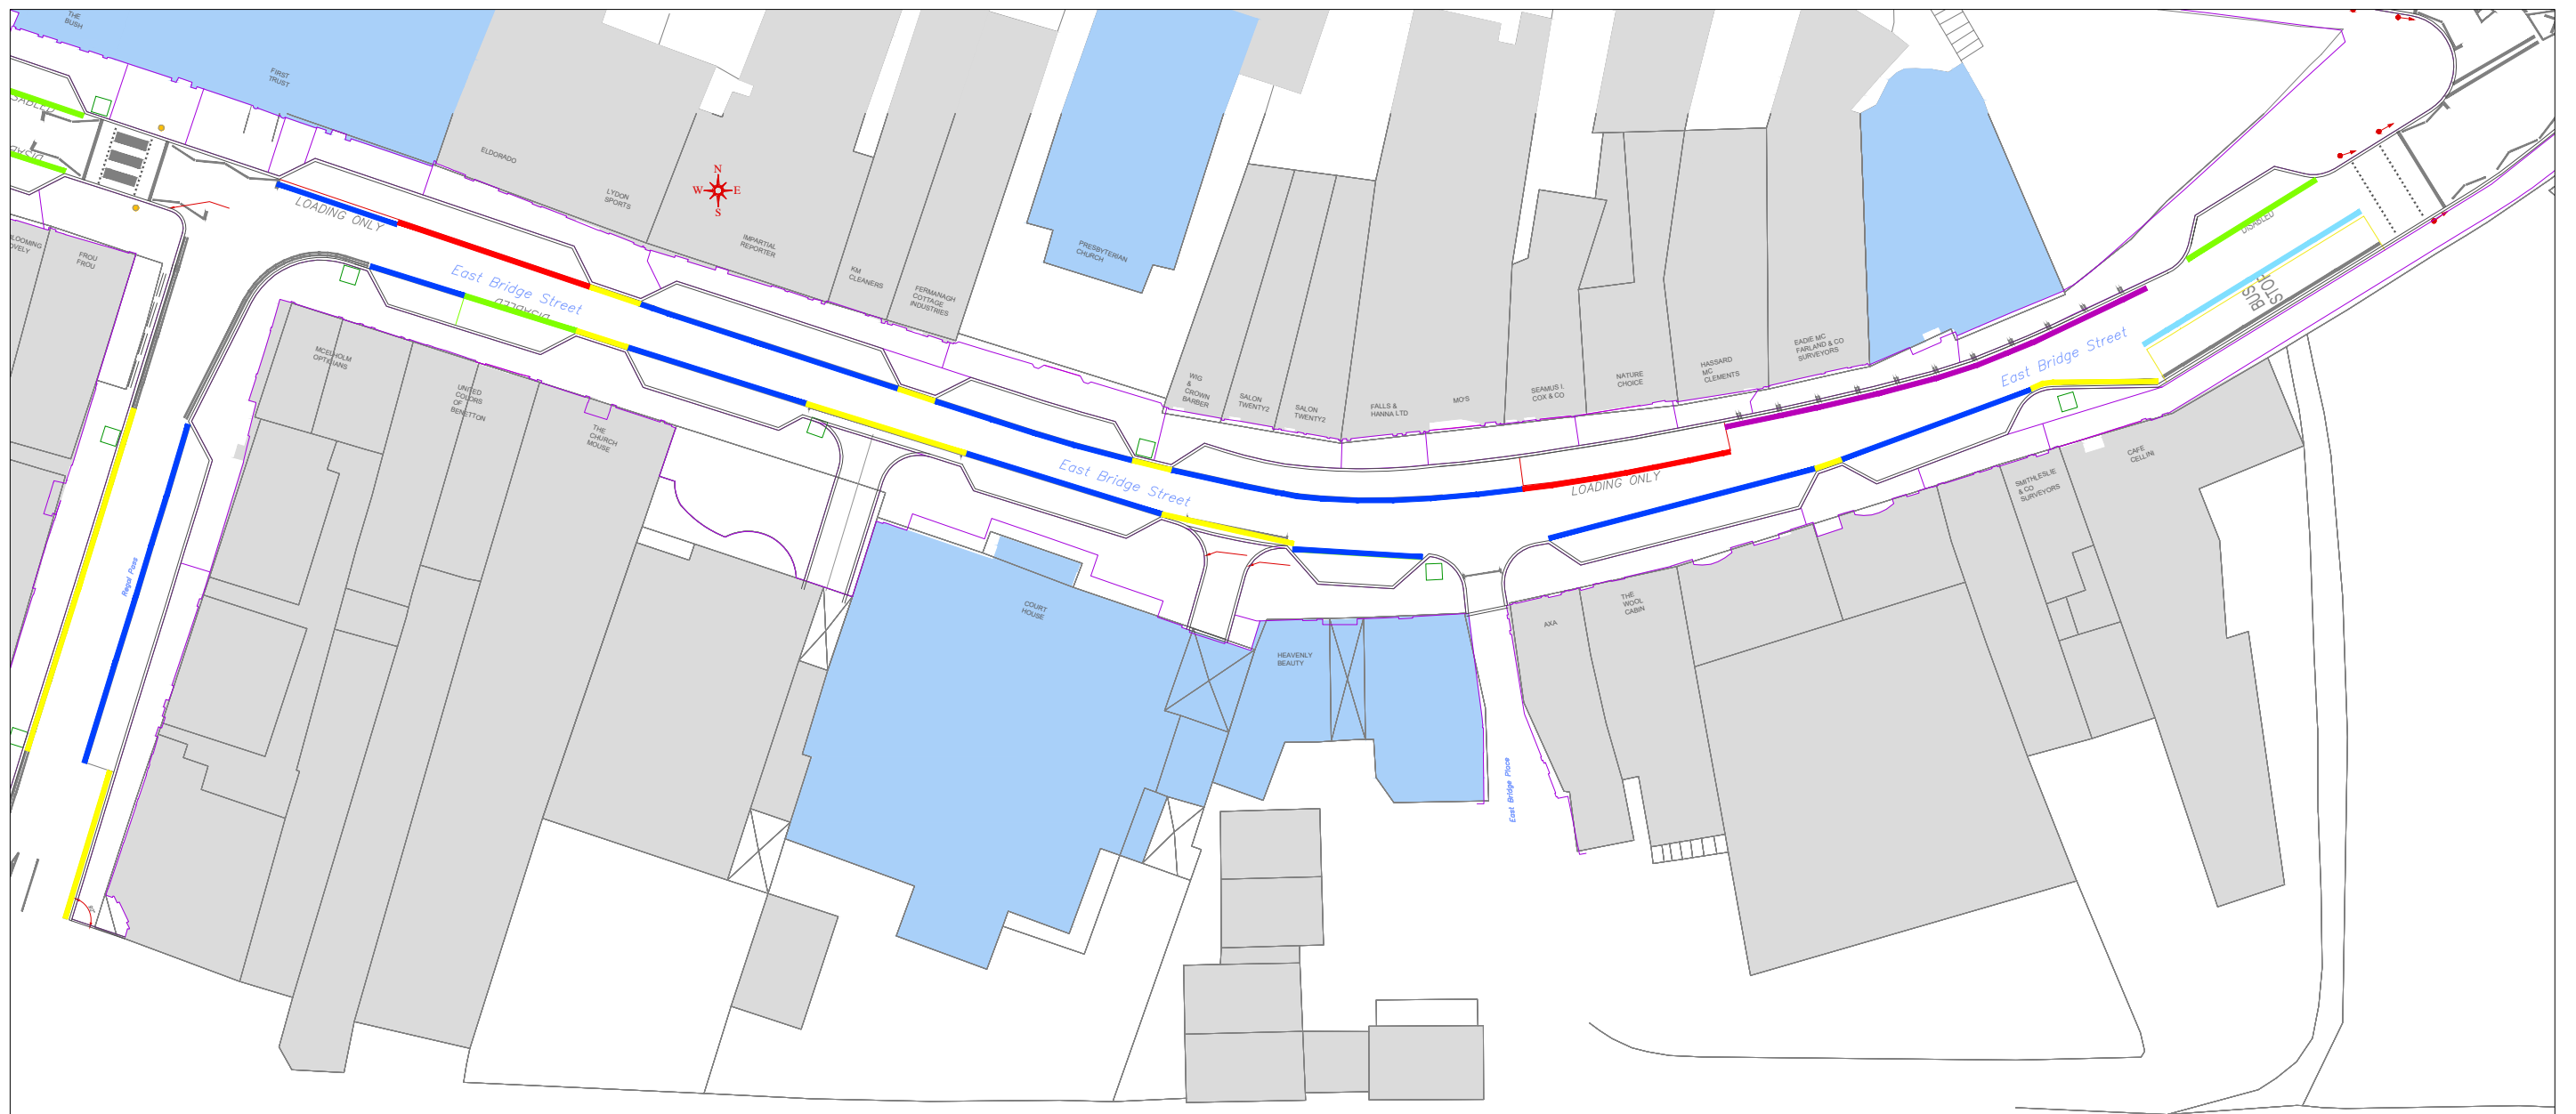 THE
BUSH
FIRST
TRUST
ELDORADO
LYDON
SPORTS
N
W E
S
IMPARTIAL
REPORTER
KM
CLEANERS
FERMANAGH
COTTAGE
INDUSTRIES
PRESBYTERIAN
CHURCH
LOADING ONLY
East Bridge Street
DISABLED
FROU
FROU
MCELHOLM
OPTICIANS
UNITED
COLORS
OF
BENETTON
THE
CHURCH
MOUSE
WIG
&
CROWN
BARBER
SALON
TWENTY2
SALON
TWENTY2
FALLS &
HANNA LTD
MO'S
SEAMUS I.
COX & CO
NATURE
CHOICE
HASSARD
MC
CLEMENTS
EADIE MC
FARLAND & CO
SURVEYORS
DISABLED
BUS
STOP
East Bridge Street
East Bridge Street
LOADING ONLY
SMITHLESLIE
& CO
SURVEYORS
CAFE
CELLINI
COURT
HOUSE
HEAVENLY
BEAUTY
AXA
THE
WOOL
CABIN
Regal Pass
East Bridge Place